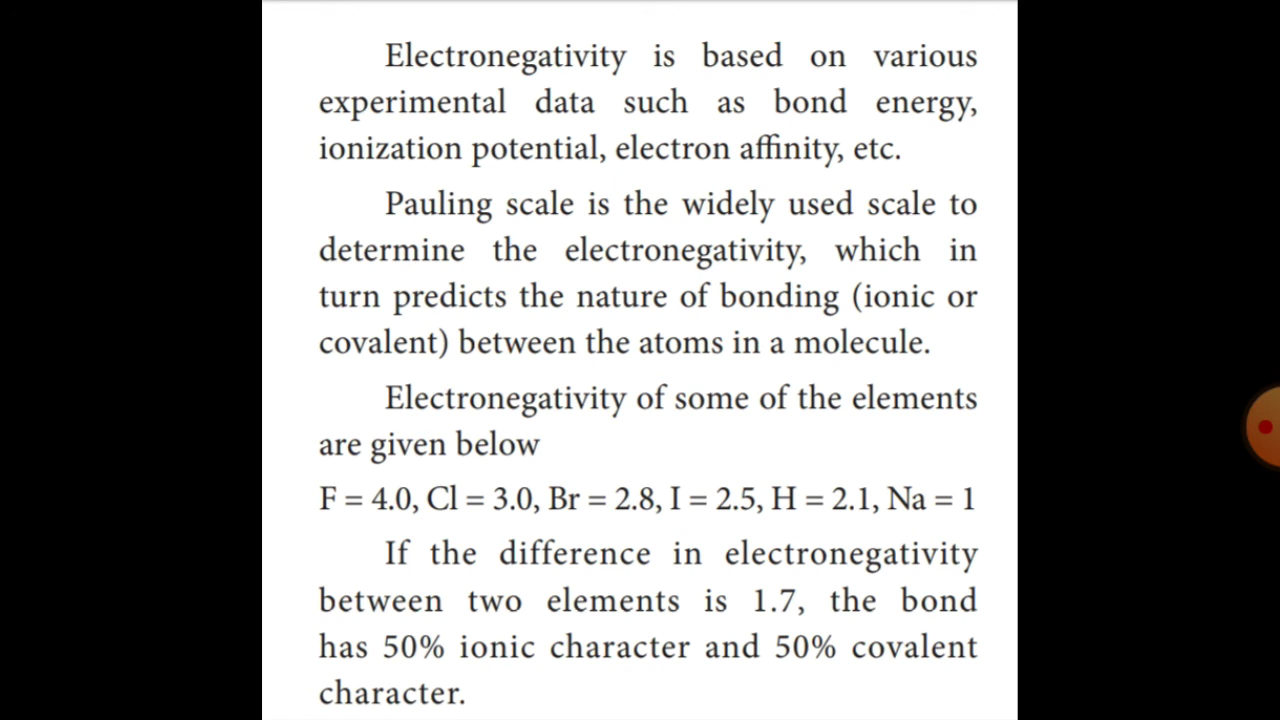 Electronegativity is based on various
experimental data such as bond energy,
ionization potential, electron affinity, etc.
Pauling scale is the widely used scale to
determine the electronegativity, which in
turn predicts the nature of bonding (ionic or
covalent) between the atoms in a molecule.
Electronegativity of some of the elements
are given below
F = 4.0, Cl = 3.0, Br = 2.8, I = 2.5, H = 2.1, Na = 1
If the difference in electronegativity
between two elements is 1.7, the bond
has 50% ionic character and 50% covalent
character.